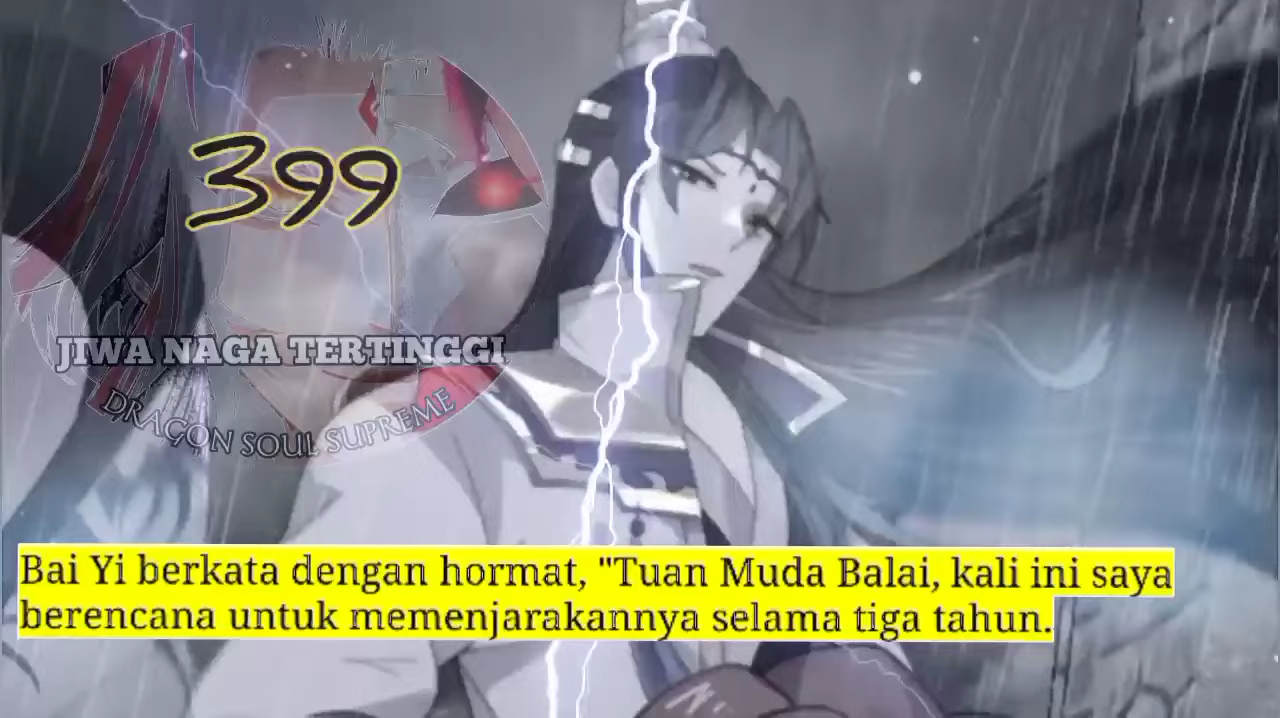 399
JIWA NAGA TERTINGGI
DRAGON SOUL SUPREME
Bai Yi berkata dengan hormat, "Tuan Muda Balai, kali ini saya
berencana untuk memenjarakannya selama tiga tahun.